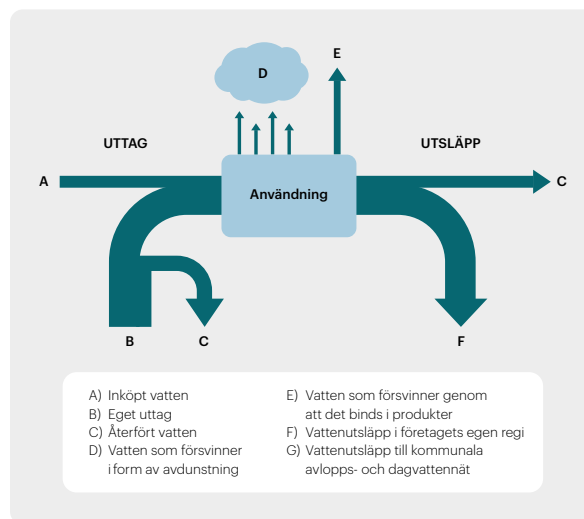 D
E
UTTAG
UTSLÄPP
A
Användning
C
B
C
F
A) Inköpt vatten
B) Eget uttag
C) Återfört vatten
D) Vatten som försvinner
i form av avdunstning
E) Vatten som försvinner genom
att det binds i produkter
F) Vattenutsläpp i företagets egen regi
G) Vattenutsläpp till kommunala
avlopps- och dagvattennät